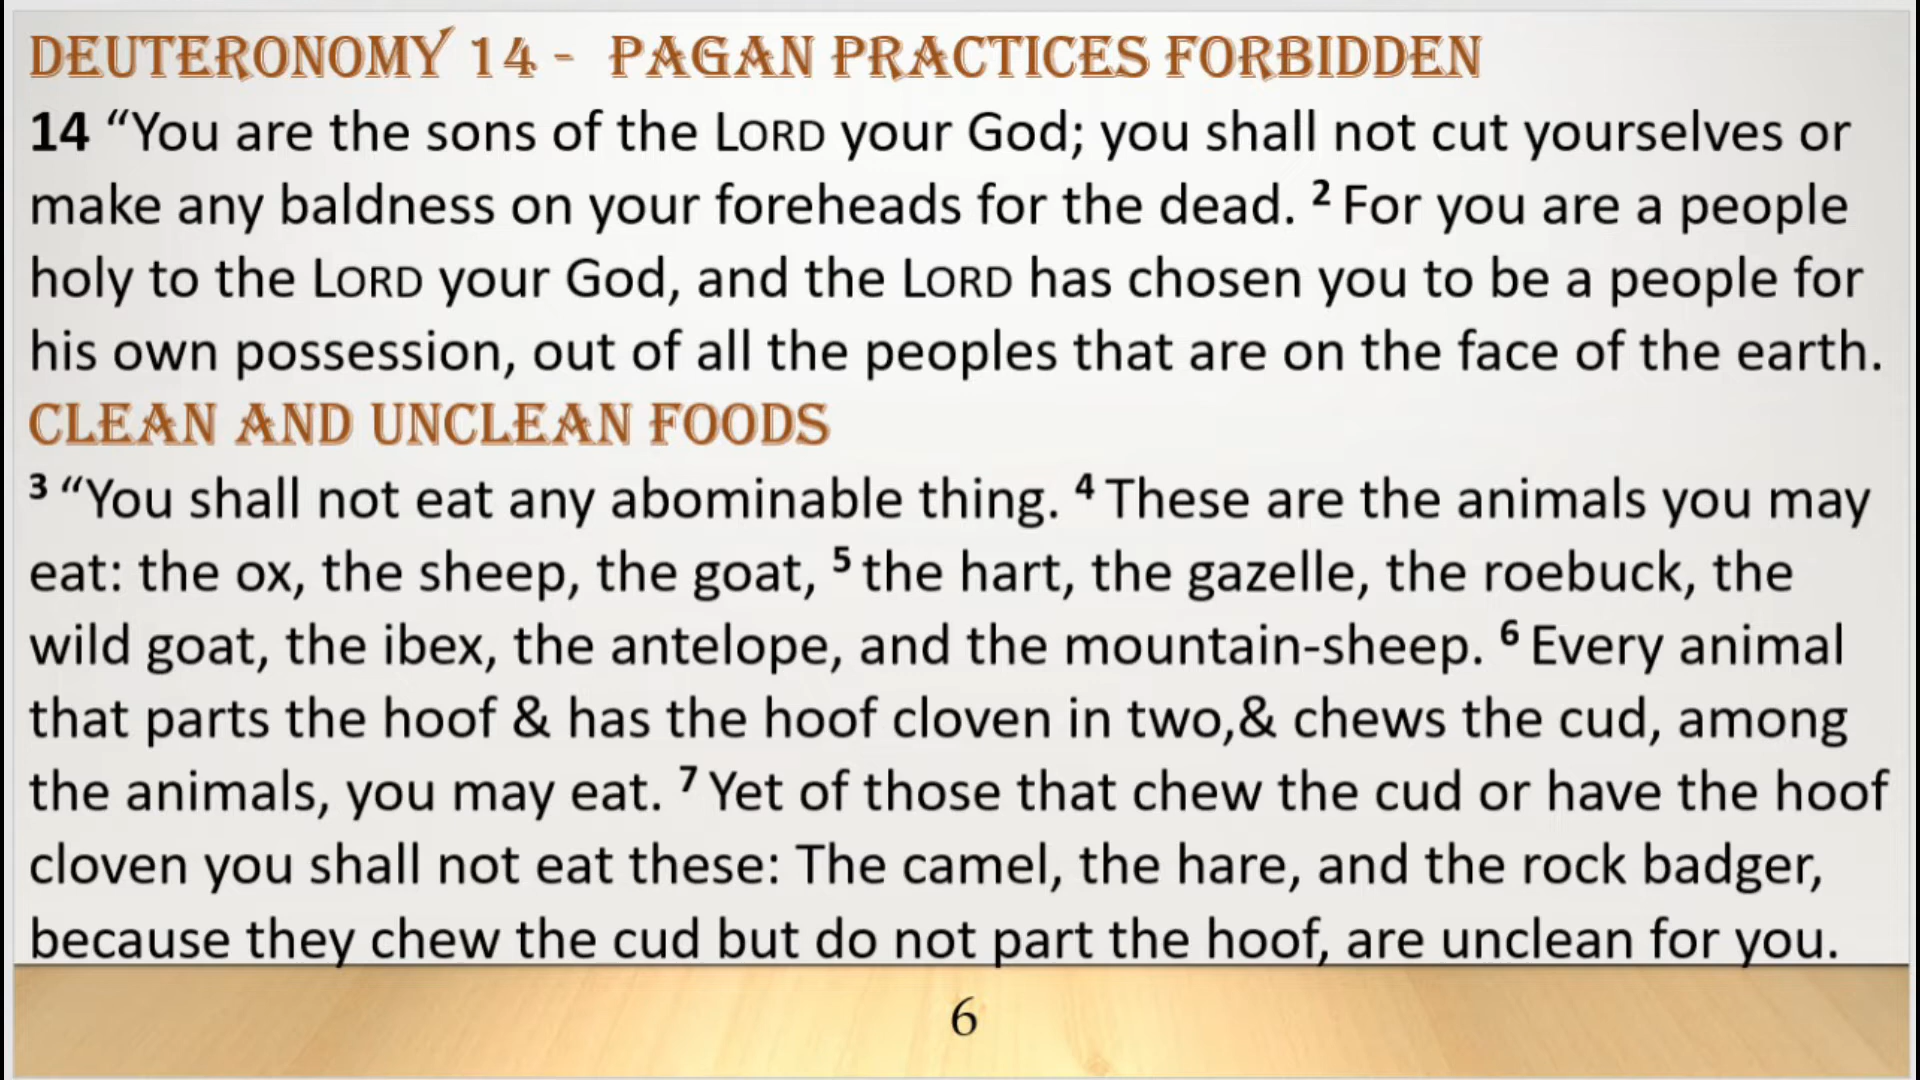 DEUTERONOMY 14 - PAGAN PRACTICES FORBIDDEN
14 “You are the sons of the LORD your God; you shall not cut yourselves or
make any baldness on your foreheads for the dead. 2 For you are a people
holy to the LORD your God, and the LORD has chosen you to be a people for
his own possession, out of all the peoples that are on the face of the earth.
CLEAN AND UNCLEAN FOODS
3 “You shall not eat any abominable thing. 4 These are the animals you may
eat: the ox, the sheep, the goat, 5 the hart, the gazelle, the roebuck, the
wild goat, the ibex, the antelope, and the mountain-sheep. 6 Every animal
that parts the hoof & has the hoof cloven in two,& chews the cud, among
the animals, you may eat. 7 Yet of those that chew the cud or have the hoof
cloven you shall not eat these: The camel, the hare, and the rock badger,
because they chew the cud but do not part the hoof, are unclean for you.
6